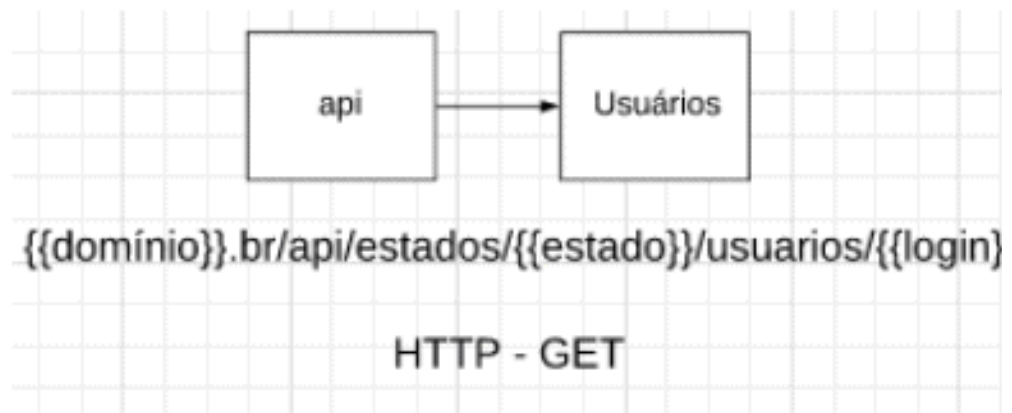 api
Usuários
{{domínio}}.br/api/estados/{{estado}}/usuarios/{{login}
HTTP - GET